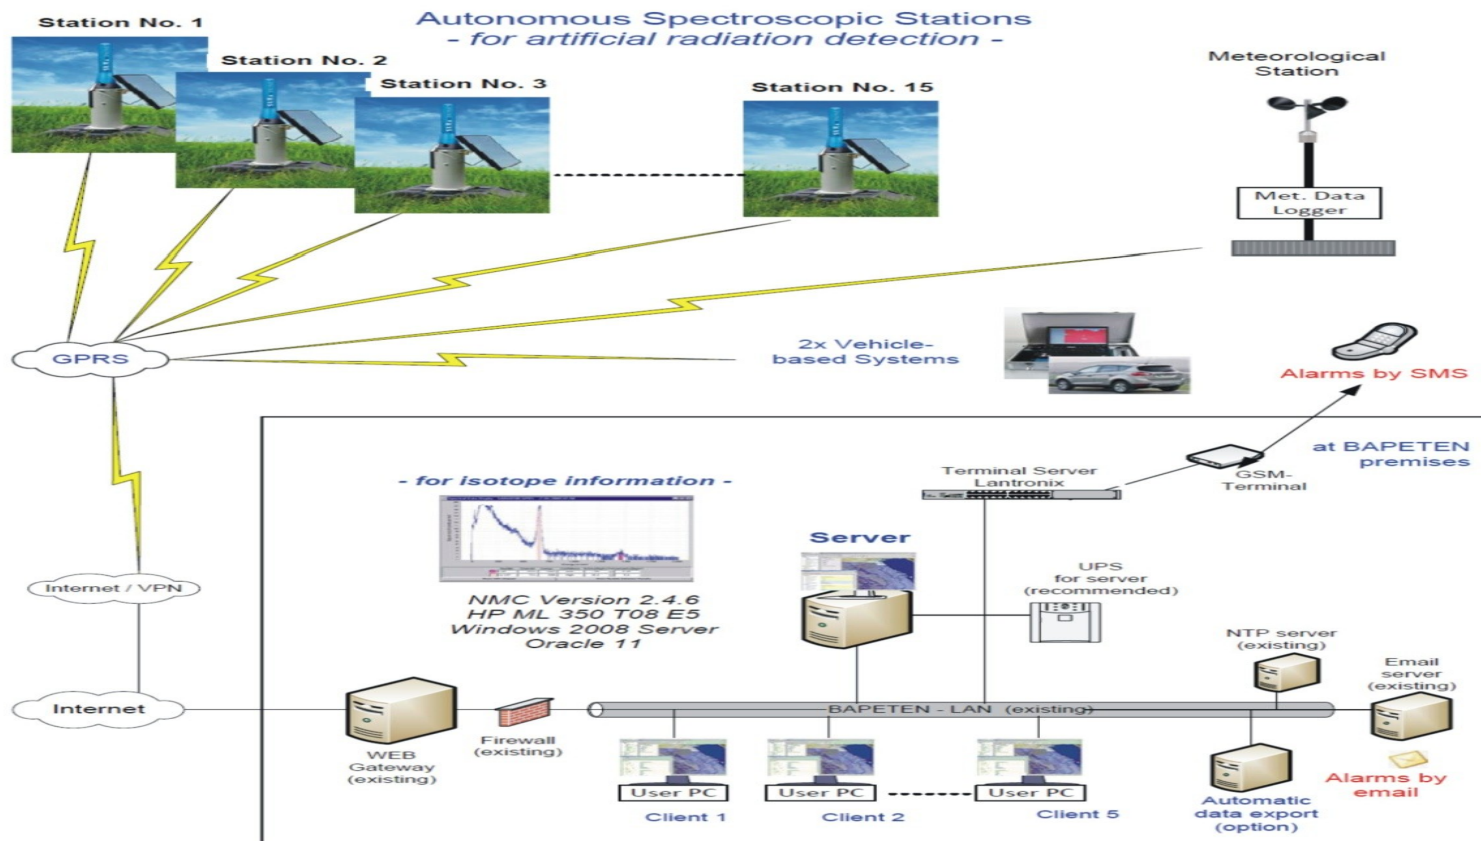 Autonomous Spectroscopic Stations
- for artificial radiation detection -
Station No. 1
Station No. 2
Station No. 3
Station No. 15
Meteorological
Station
Met. Data
Logger
GPRS
2x Vehicle-
based Systems
Alarms by SMS
at BAPETEN
premises
- for isotope information -
Terminal Server
Lantronix
GSM-
Terminal
Server
UPS
for server
(recommended)
Internet / VPN
NMC Version 2.4.6
HP ML 350 T08 E5
Windows 2008 Server
Oracle 11
NTP server
(existing)
Email
server
(existing)
Internet
BAPETEN - LAN (existing)
WEB
Gateway
(existing)
Firewall
(existing)
User PC
User PC
User PC
Client 1
Client 2
Client 5
Automatic
data export
(option)
Alarms by
email